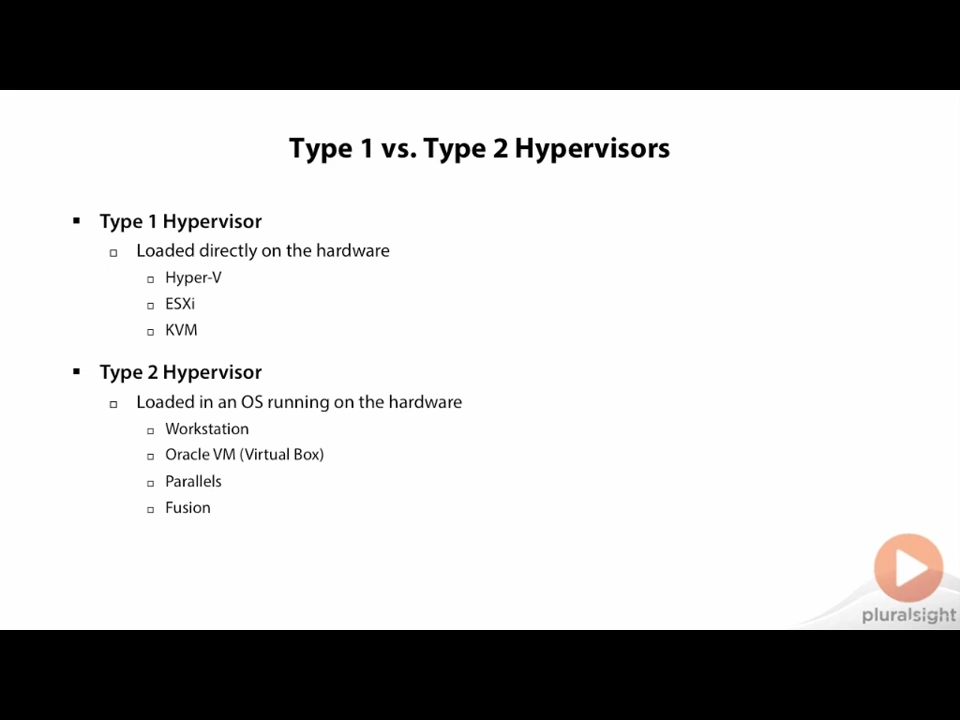 Type 1 vs. Type 2 Hypervisors
▪ Type 1 Hypervisor
▫ Loaded directly on the hardware
▫ Hyper-V
▫ ESXi
▫ KVM
▪ Type 2 Hypervisor
▫ Loaded in an OS running on the hardware
▫ Workstation
▫ Oracle VM (Virtual Box)
▫ Parallels
▫ Fusion
pluralsight